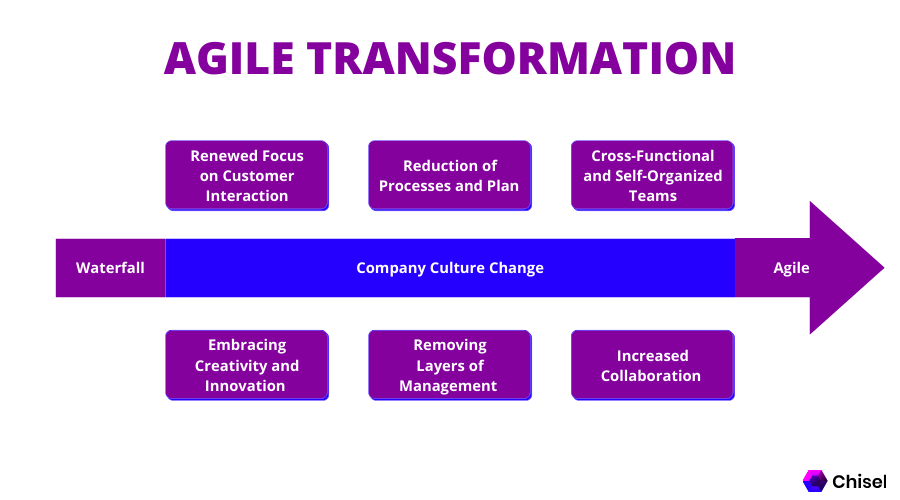 AGILE TRANSFORMATION
Renewed Focus
on Customer
Interaction
Reduction of
Processes and Plan
Cross-Functional
and Self-Organized
Teams
Waterfall
Company Culture Change
Agile
Embracing
Creativity and
Innovation
Removing
Layers of
Management
Increased
Collaboration
Chisel